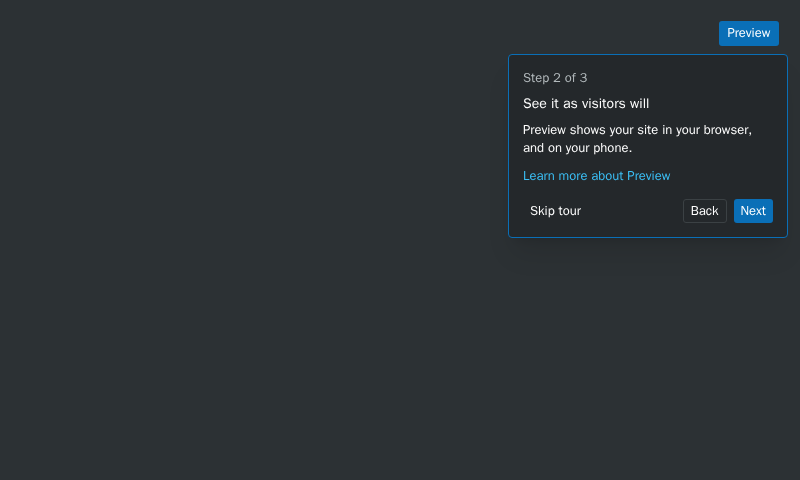 Preview
Step 2 of 3
See it as visitors will
Preview shows your site in your browser,
and on your phone.
Learn more about Preview
Skip tour Back Next